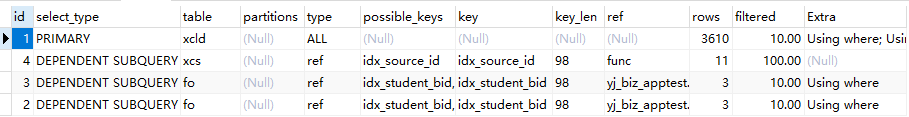 id select_type table partitions type possible_keys key key_len ref rows filtered Extra
1 PRIMARY xcld (Null) ALL (Null) (Null) (Null) (Null) 3610 10.00 Using where; Usin
4 DEPENDENT SUBQUERY xcs (Null) ref idx_source_id idx_source_id 98 func 11 100.00 (Null)
3 DEPENDENT SUBQUERY fo (Null) ref idx_student_bid, idx_student_bid 98 yj_biz_apptest. 3 10.00 Using where
2 DEPENDENT SUBQUERY fo (Null) ref idx_student_bid, idx_student_bid 98 yj_biz_apptest. 3 10.00 Using where